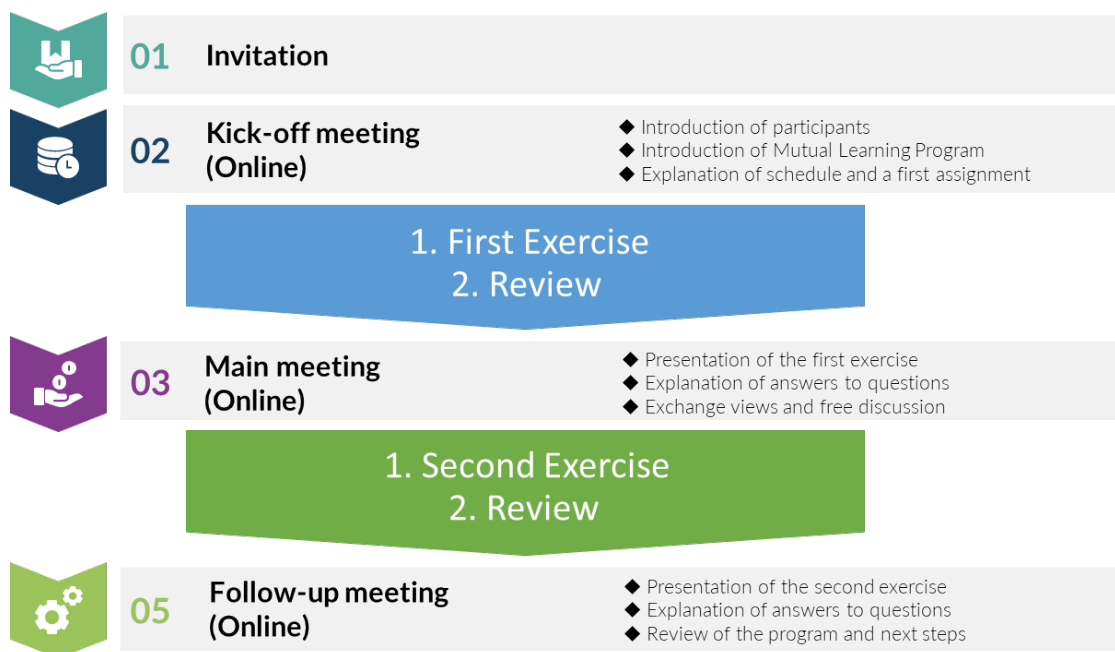 01 Invitation
02 Kick-off meeting
(Online)
◆ Introduction of participants
◆ Introduction of Mutual Learning Program
◆ Explanation of schedule and a first assignment
1. First Exercise
2. Review
03 Main meeting
(Online)
◆ Presentation of the first exercise
◆ Explanation of answers to questions
◆ Exchange views and free discussion
1. Second Exercise
2. Review
05 Follow-up meeting
(Online)
◆ Presentation of the second exercise
◆ Explanation of answers to questions
◆ Review of the program and next steps